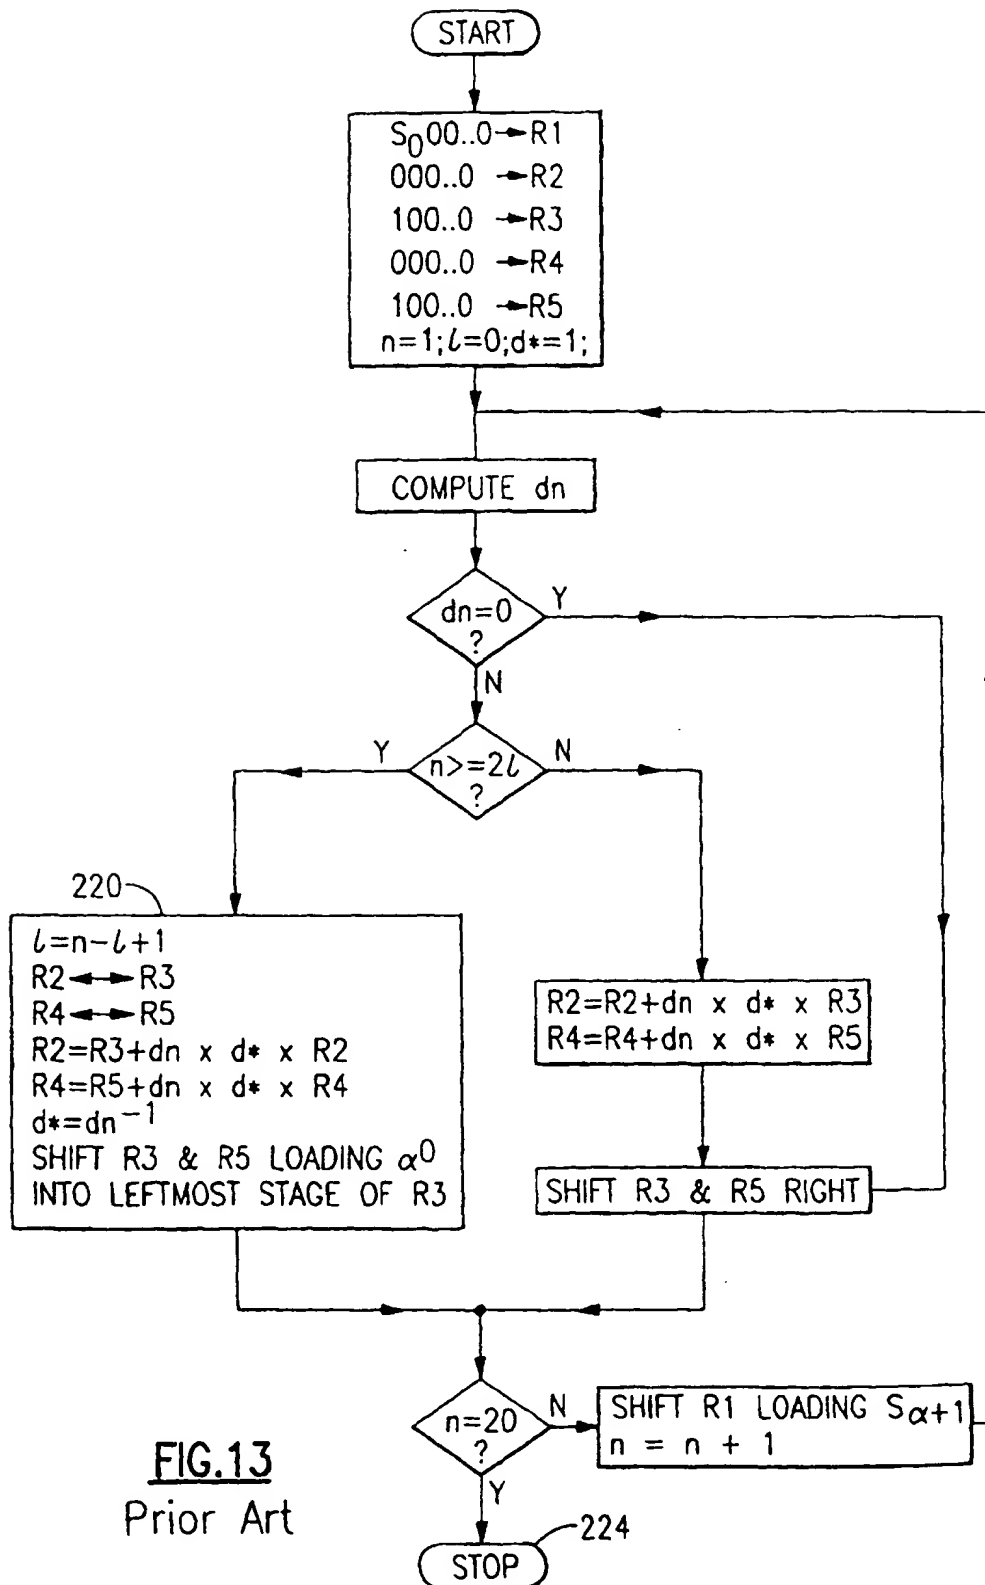 START
S₀00..0→R1
000..0 →R2
100..0 →R3
000..0 →R4
100..0 →R5
n=1;ℓ=0;d*=1;
COMPUTE dn
dn=0
?
Y
N
n>=2ℓ
?
Y
N
220
ℓ=n-ℓ+1
R2↔R3
R4↔R5
R2=R3+dn x d* x R2
R4=R5+dn x d* x R4
d*=dn⁻¹
SHIFT R3 & R5 LOADING α⁰
INTO LEFTMOST STAGE OF R3
R2=R2+dn x d* x R3
R4=R4+dn x d* x R5
SHIFT R3 & R5 RIGHT
n=20
?
N
Y
SHIFT R1 LOADING Sα+1
n = n + 1
FIG.13
Prior Art
STOP
224